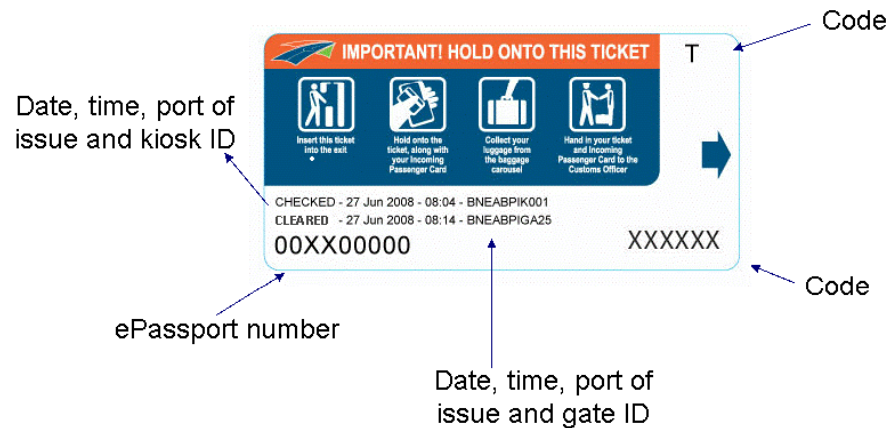 Code
IMPORTANT! HOLD ONTO THIS TICKET
T
Insert this ticket
into the exit
Hold onto the
ticket, along with
your Incoming
Passenger Card
Collect your
luggage from
the baggage
carousel
Hand in your ticket
and Incoming
Passenger Card to the
Customs Officer
Date, time, port of
issue and kiosk ID
CHECKED - 27 Jun 2008 - 08:04 - BNEABPIK001
CLEARED - 27 Jun 2008 - 08:14 - BNEABPIGA25
00XX00000
XXXXXX
Code
ePassport number
Date, time, port of
issue and gate ID